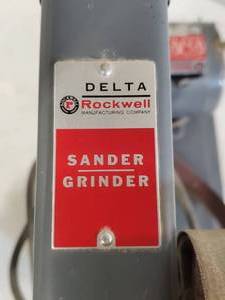 DELTA
Rockwell
MANUFACTURING COMPANY
SANDER
GRINDER